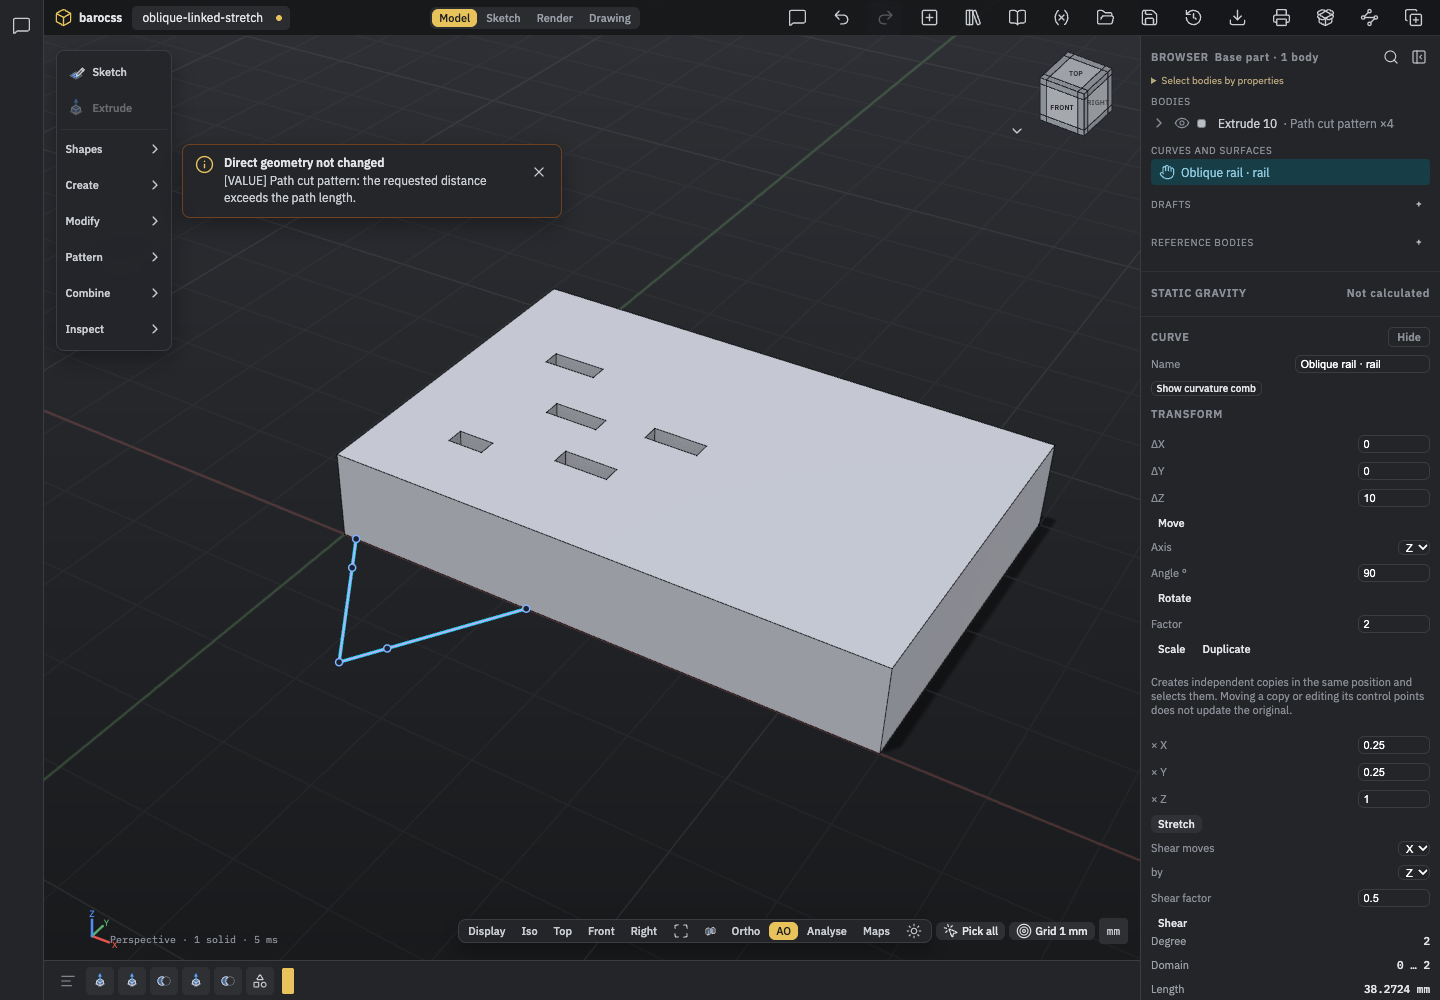 barocss
oblique-linked-stretch
Model
Sketch
Render
Drawing
Sketch
Extrude
Shapes
Create
Modify
Pattern
Combine
Inspect
Direct geometry not changed
[VALUE] Path cut pattern: the requested distance
exceeds the path length.
TOP
FRONT
RIGHT
BROWSER Base part · 1 body
Select bodies by properties
BODIES
Extrude 10 · Path cut pattern ×4
CURVES AND SURFACES
Oblique rail · rail
DRAFTS +
REFERENCE BODIES +
STATIC GRAVITY Not calculated
CURVE Hide
Name Oblique rail · rail
Show curvature comb
TRANSFORM
ΔX 0
ΔY 0
ΔZ 10
Move
Axis Z
Angle ° 90
Rotate
Factor 2
Scale Duplicate
Creates independent copies in the same position and
selects them. Moving a copy or editing its control points
does not update the original.
× X 0.25
× Y 0.25
× Z 1
Stretch
Shear moves X
by Z
Shear factor 0.5
Shear
Degree 2
Domain 0 … 2
Length 38.2724 mm
Z
Y
X
Perspective · 1 solid · 5 ms
Display
Iso
Top
Front
Right
Ortho
AO
Analyse
Maps
Pick all
Grid 1 mm
mm